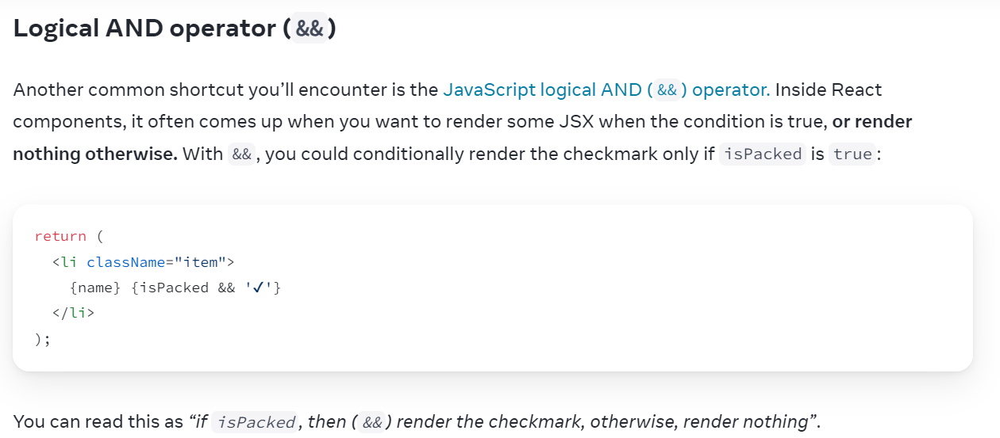 Logical AND operator (&&)
Another common shortcut you’ll encounter is the JavaScript logical AND (&&) operator. Inside React
components, it often comes up when you want to render some JSX when the condition is true, or render
nothing otherwise. With &&, you could conditionally render the checkmark only if isPacked is true:
return (
  <li className="item">
    {name} {isPacked && '✓'}
  </li>
);
You can read this as “if isPacked, then (&&) render the checkmark, otherwise, render nothing”.